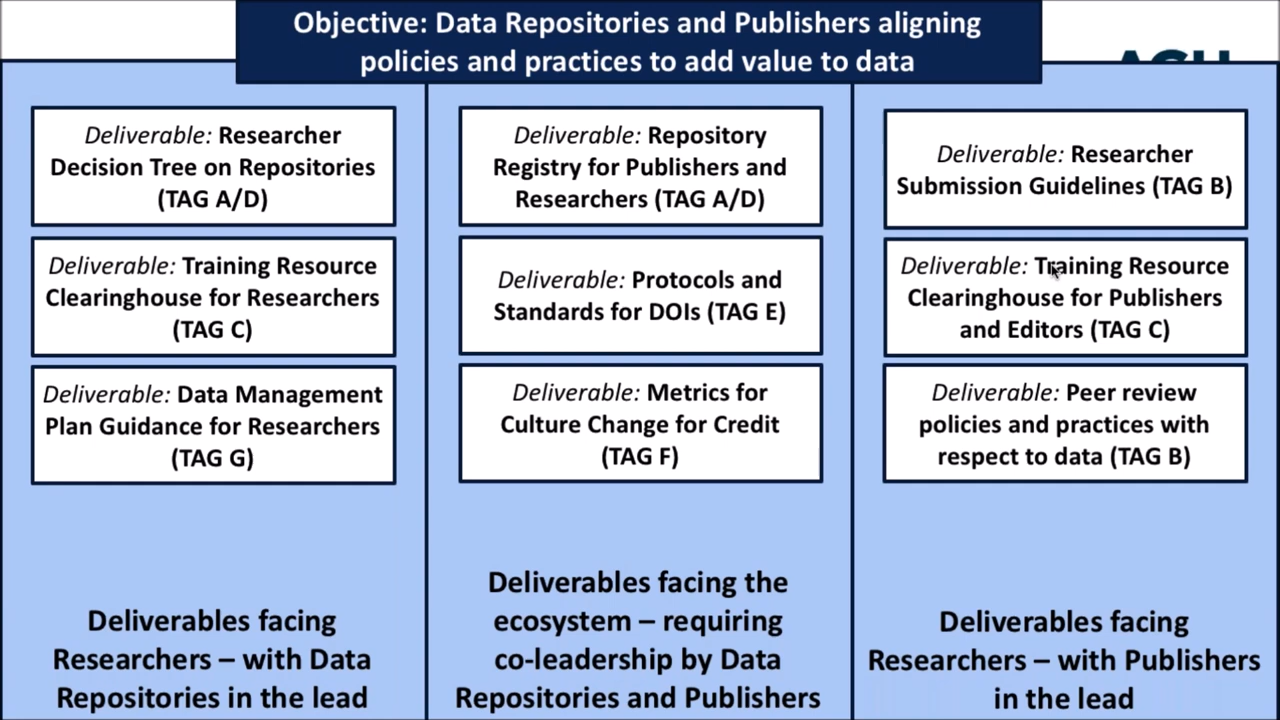 Objective: Data Repositories and Publishers aligning
policies and practices to add value to data
Deliverable: Researcher
Decision Tree on Repositories
(TAG A/D)
Deliverable: Training Resource
Clearinghouse for Researchers
(TAG C)
Deliverable: Data Management
Plan Guidance for Researchers
(TAG G)
Deliverables facing
Researchers – with Data
Repositories in the lead
Deliverable: Repository
Registry for Publishers and
Researchers (TAG A/D)
Deliverable: Protocols and
Standards for DOIs (TAG E)
Deliverable: Metrics for
Culture Change for Credit
(TAG F)
Deliverables facing the
ecosystem – requiring
co-leadership by Data
Repositories and Publishers
Deliverable: Researcher
Submission Guidelines (TAG B)
Deliverable: Training Resource
Clearinghouse for Publishers
and Editors (TAG C)
Deliverable: Peer review
policies and practices with
respect to data (TAG B)
Deliverables facing
Researchers – with Publishers
in the lead